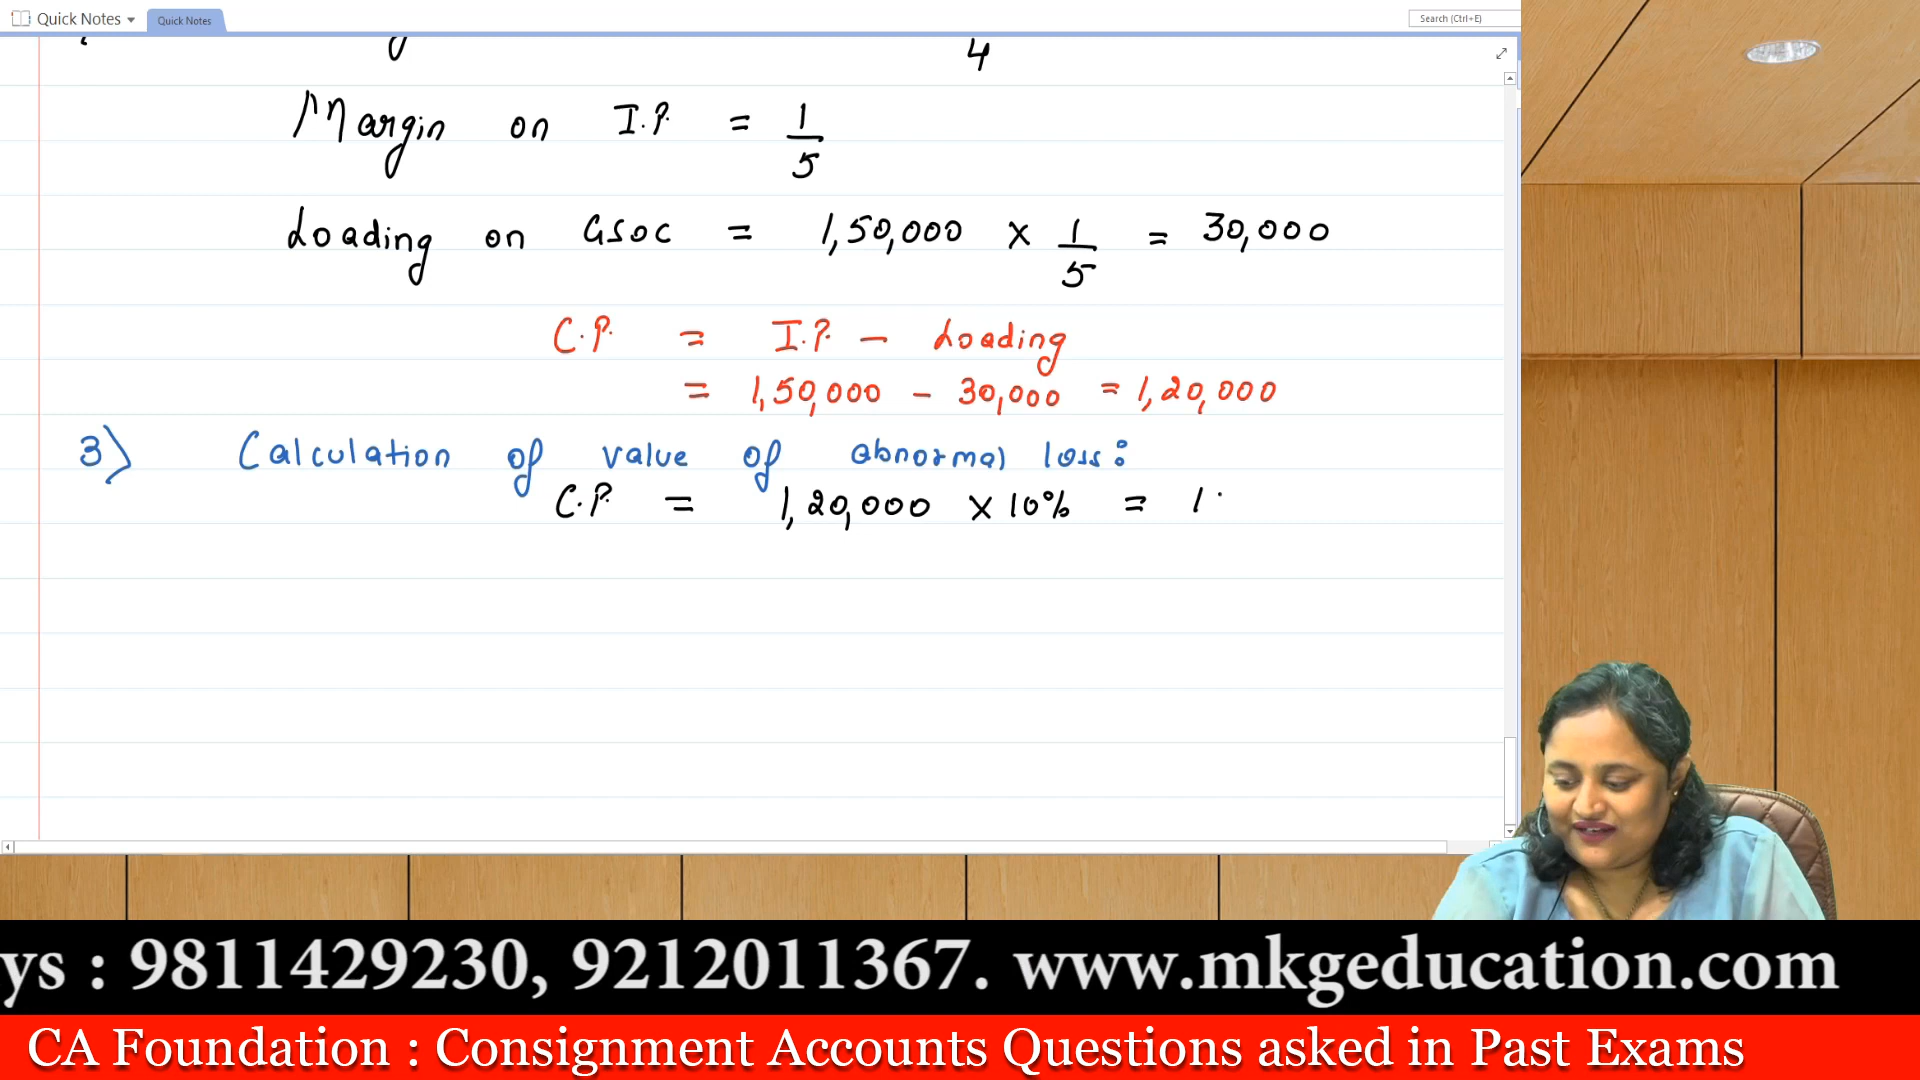 Quick Notes
Quick Notes
Search (Ctrl+E)
4
Margin on I.P. = 1/5
Loading on GSOC = 1,50,000 × 1/5 = 30,000
C.P. = I.P. - Loading
= 1,50,000 - 30,000 = 1,20,000
3) Calculation of value of abnormal loss:
C.P. = 1,20,000 × 10% = 1
ys : 9811429230, 9212011367. www.mkgeducation.com
CA Foundation : Consignment Accounts Questions asked in Past Exams